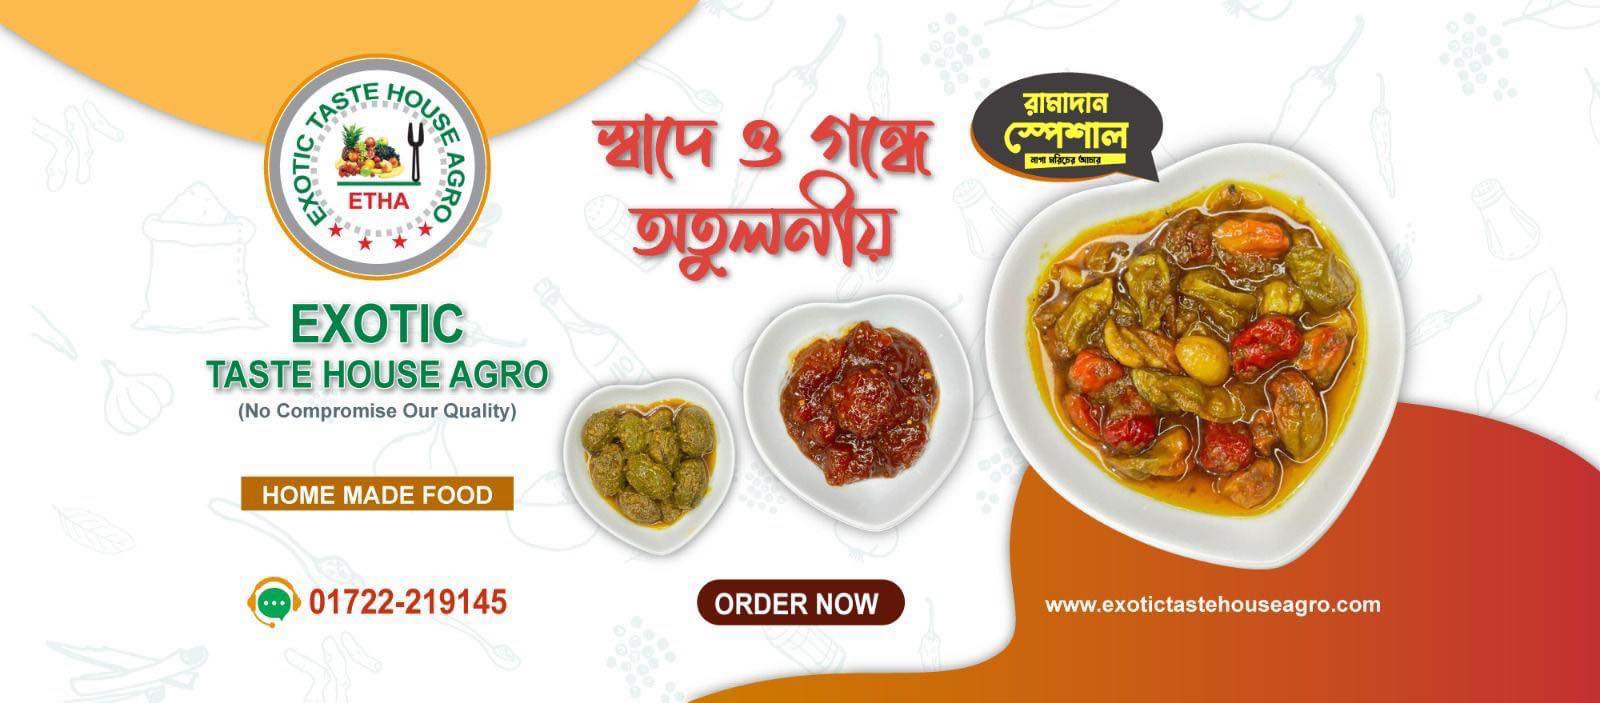 EXOTIC TASTE HOUSE AGRO
ETHA
EXOTIC
TASTE HOUSE AGRO
(No Compromise Our Quality)
HOME MADE FOOD
01722-219145
স্বাদে ও গন্ধে
অতুলনীয়
রামাদান
স্পেশাল
নাগা মরিচের আচার
ORDER NOW
www.exotictastehouseagro.com